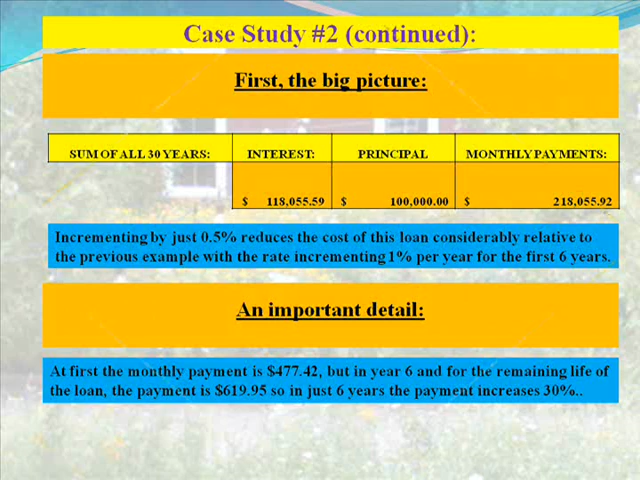 Case Study #2 (continued):
First, the big picture:
SUM OF ALL 30 YEARS: INTEREST: PRINCIPAL MONTHLY PAYMENTS:
$ 118,055.59 $ 100,000.00 $ 218,055.92
Incrementing by just 0.5% reduces the cost of this loan considerably relative to
the previous example with the rate incrementing 1% per year for the first 6 years.
An important detail:
At first the monthly payment is $477.42, but in year 6 and for the remaining life of
the loan, the payment is $619.95 so in just 6 years the payment increases 30%..